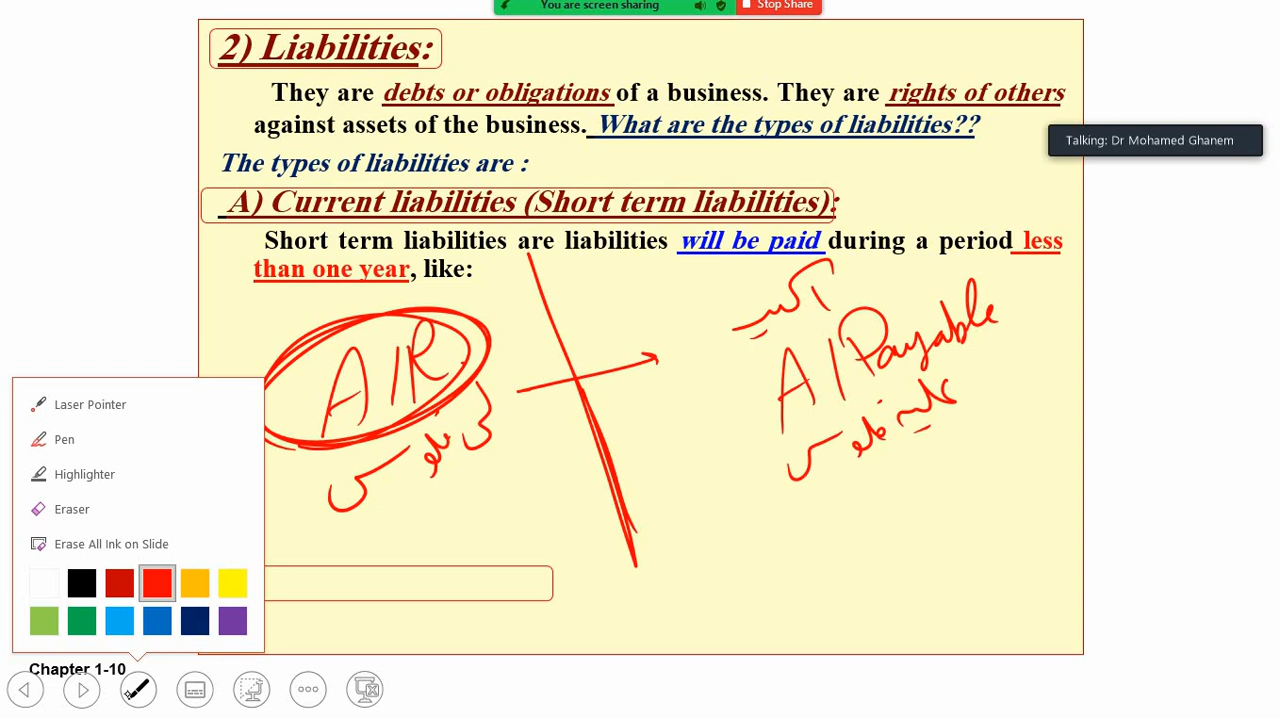 You are screen sharing
Stop Share
2) Liabilities:
They are debts or obligations of a business. They are rights of others
against assets of the business. What are the types of liabilities??
Talking: Dr Mohamed Ghanem
The types of liabilities are :
A) Current liabilities (Short term liabilities):
Short term liabilities are liabilities will be paid during a period less
than one year, like:
A/R
A/Payable
Laser Pointer
Pen
Highlighter
Eraser
Erase All Ink on Slide
Chapter 1-10